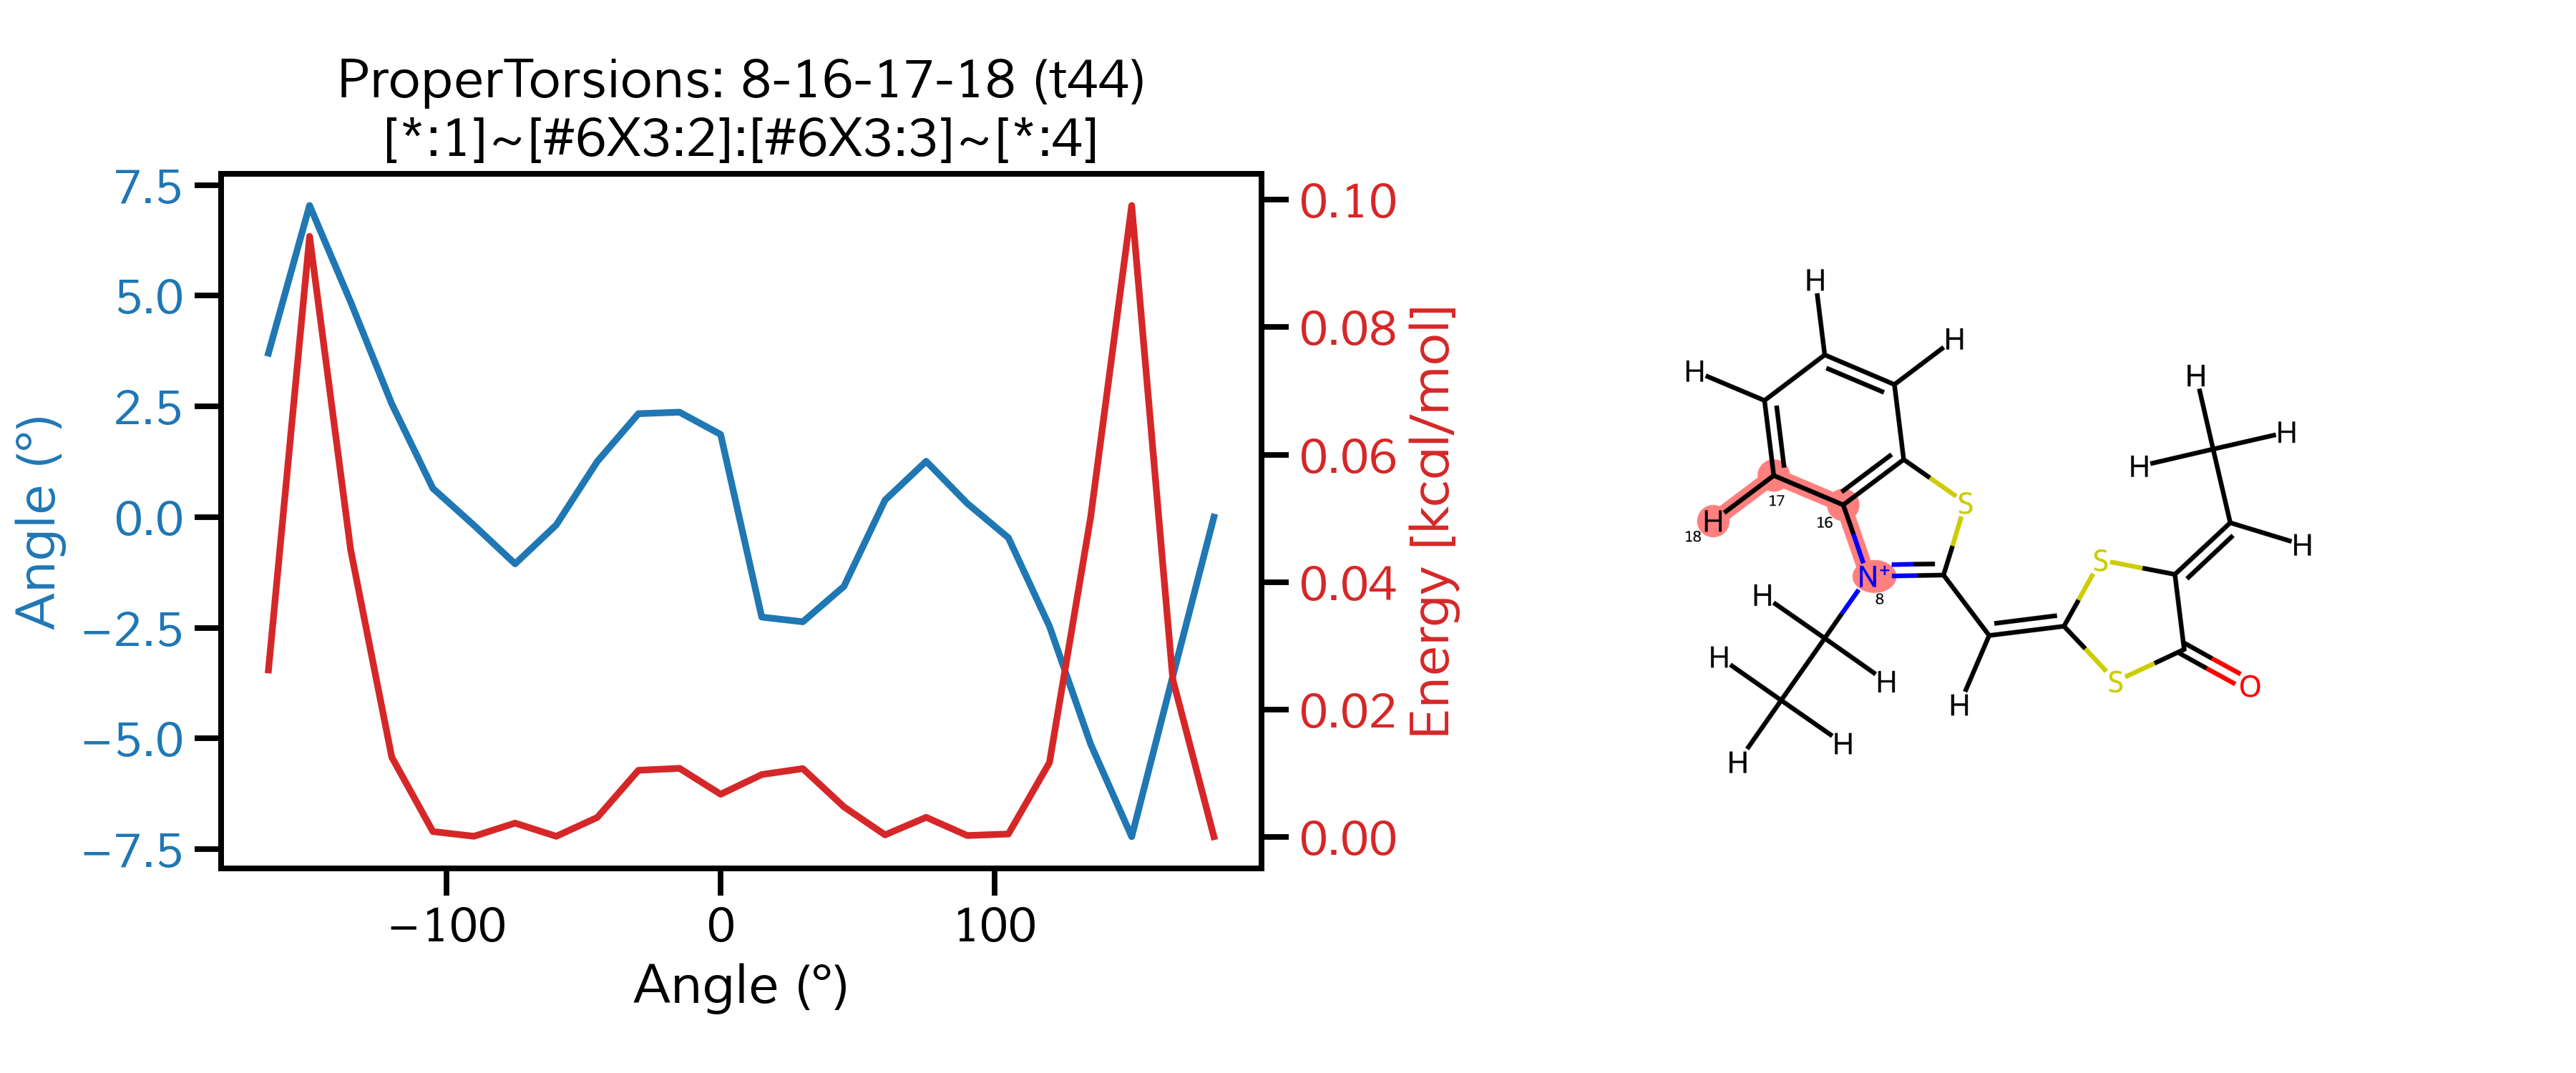 ProperTorsions: 8-16-17-18 (t44)
[*:1]~[#6X3:2]:[#6X3:3]~[*:4]
7.5
5.0
2.5
0.0
−2.5
−5.0
−7.5
Angle (°)
0.10
0.08
0.06
0.04
0.02
0.00
Energy [kcal/mol]
−100
0
100
Angle (°)
H
H
H
H
H
H
H
S
17
16
18
H
H
S
N+
8
H
H
H
S
O
H
H
H